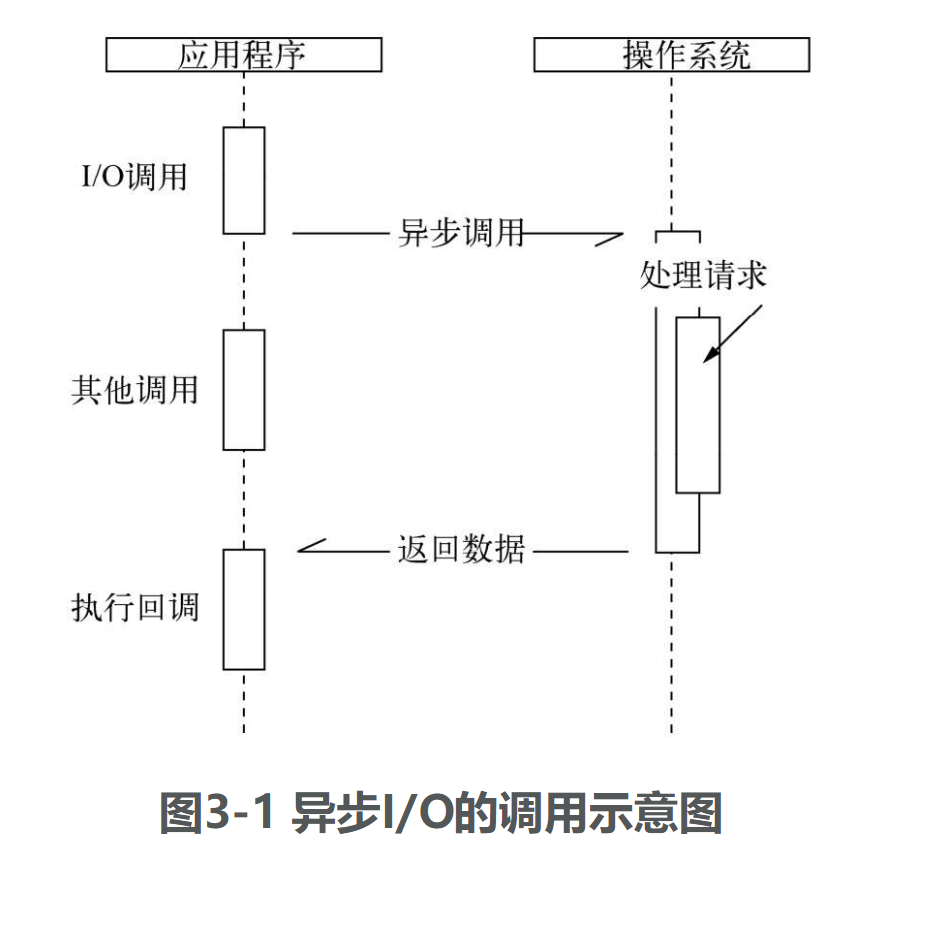 应用程序
操作系统
I/O调用
异步调用
处理请求
其他调用
返回数据
执行回调
图3-1 异步I/O的调用示意图